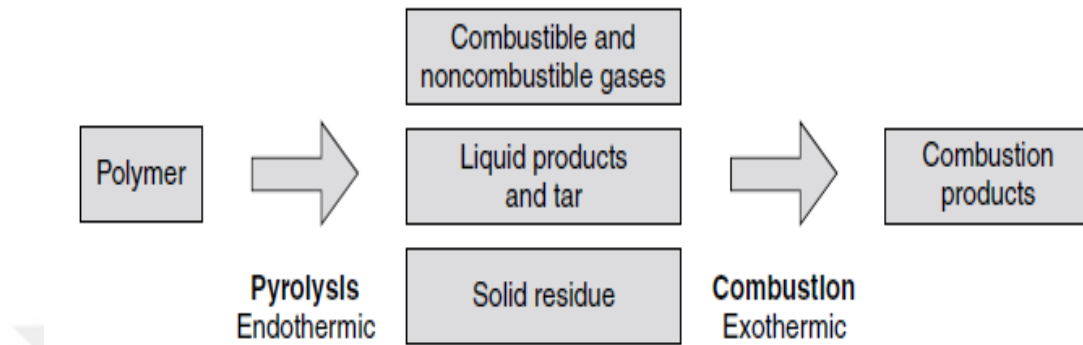 Combustible and
noncombustible gases
Polymer
Liquid products
and tar
Combustion
products
Pyrolysis
Endothermic
Solid residue
Combustion
Exothermic